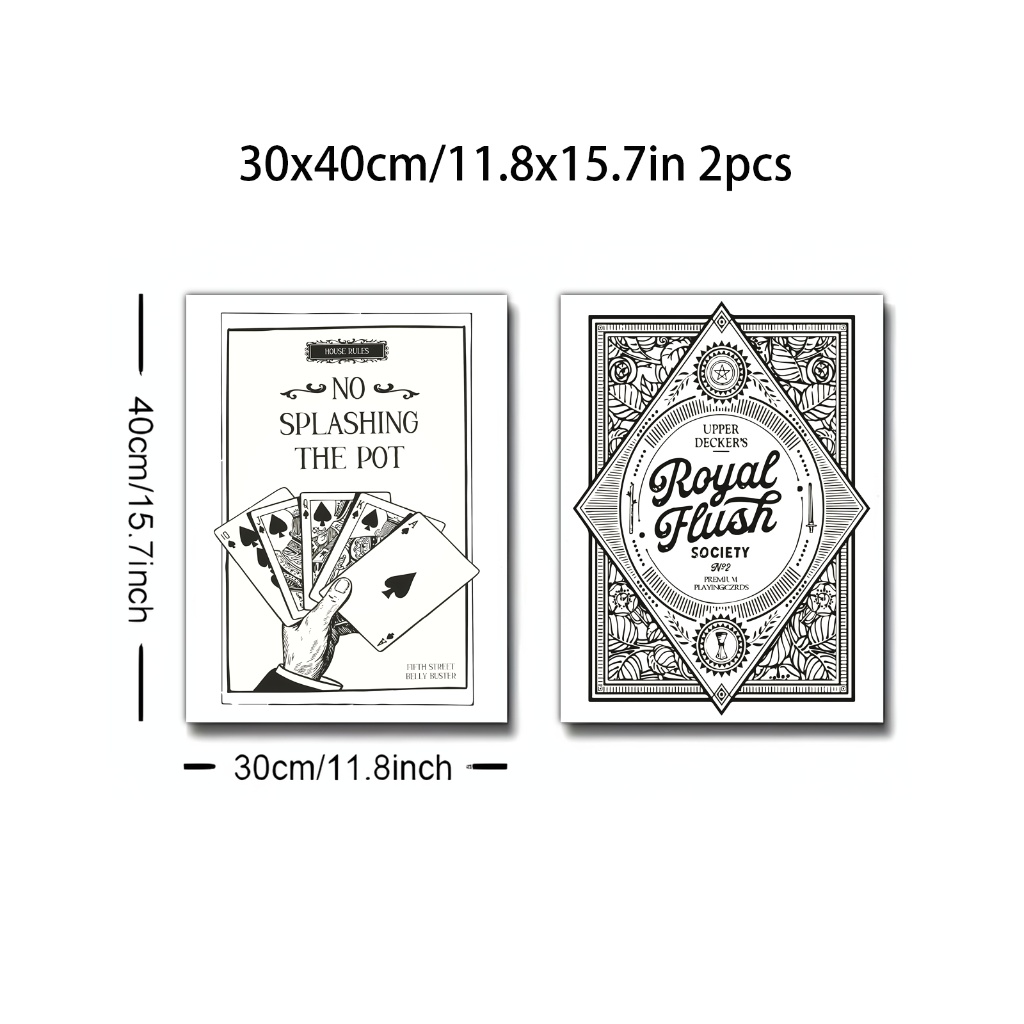 30x40cm/11.8x15.7in 2pcs
40cm/15.7inch
HOUSE RULES
NO
SPLASHING
THE POT
10
J
Q
K
A
A
FIFTH STREET
BELLY BUSTER
UPPER
DECKER'S
Royal
Flush
SOCIETY
Nº2
PREMIUM
PLAYINGCZRDS
30cm/11.8inch